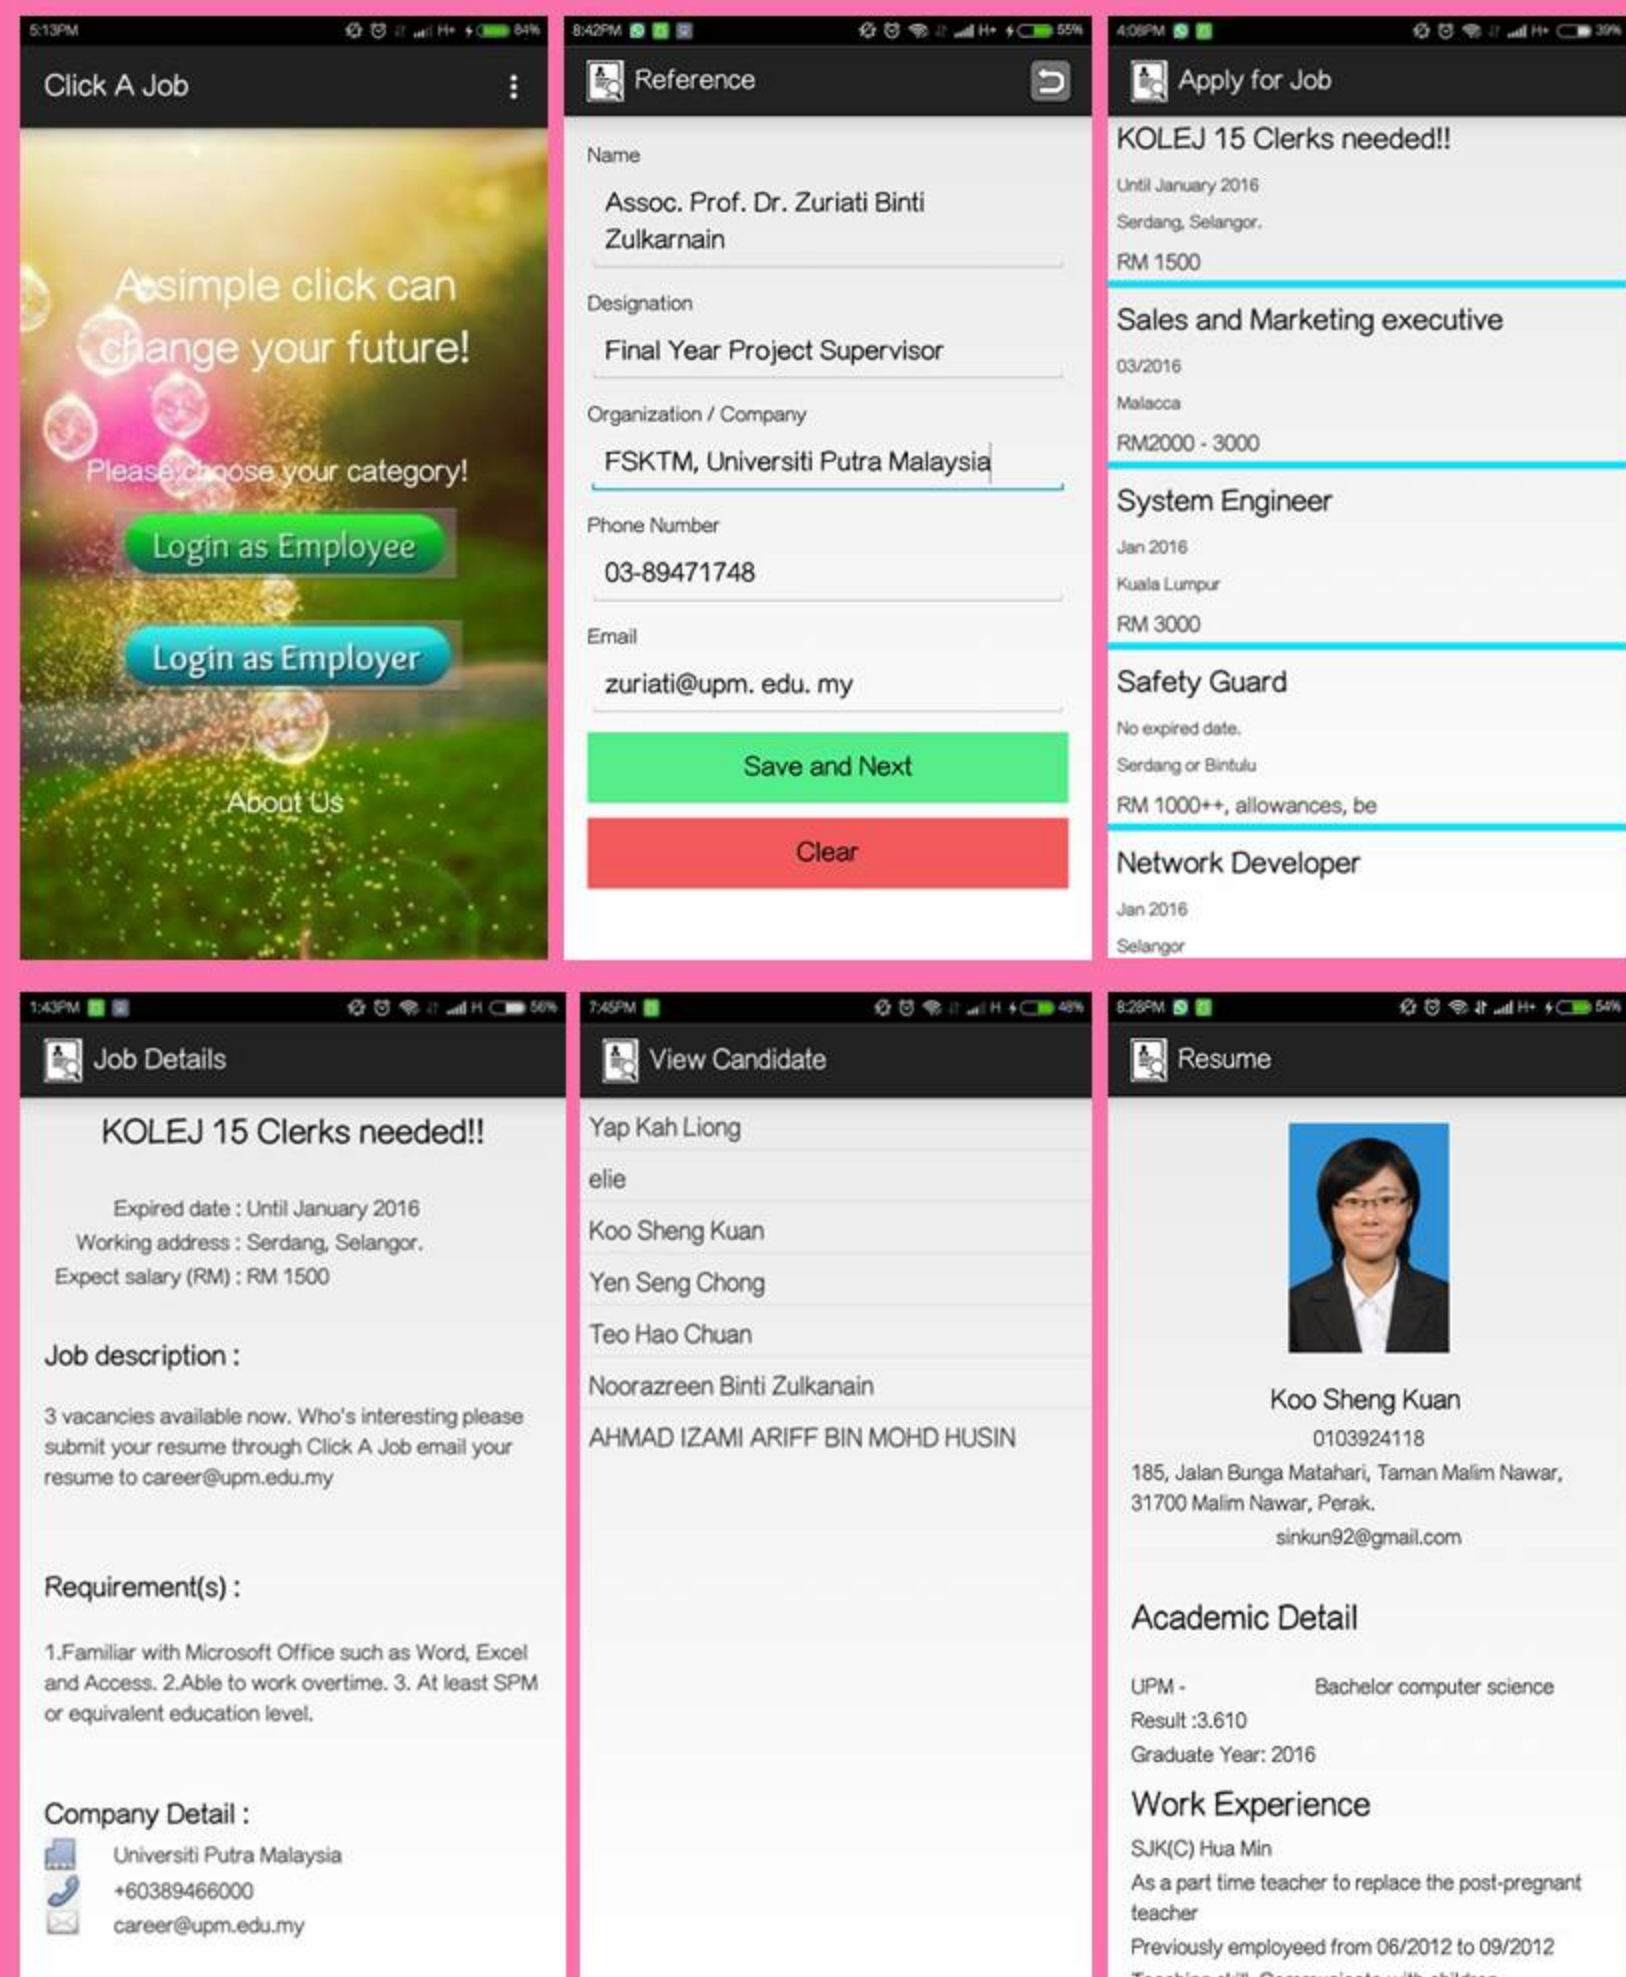 5:13PM
84%
Click A Job
A simple click can
change your future!
Please choose your category!
Login as Employee
Login as Employer
About Us
8:42PM
55%
Reference
Name
Assoc. Prof. Dr. Zuriati Binti
Zulkarnain
Designation
Final Year Project Supervisor
Organization / Company
FSKTM, Universiti Putra Malaysia
Phone Number
03-89471748
Email
zuriati@upm. edu. my
Save and Next
Clear
4:08PM
39%
Apply for Job
KOLEJ 15 Clerks needed!!
Until January 2016
Serdang, Selangor.
RM 1500
Sales and Marketing executive
03/2016
Malacca
RM2000 - 3000
System Engineer
Jan 2016
Kuala Lumpur
RM 3000
Safety Guard
No expired date.
Serdang or Bintulu
RM 1000++, allowances, be
Network Developer
Jan 2016
Selangor
1:43PM
H
56%
Job Details
KOLEJ 15 Clerks needed!!
Expired date : Until January 2016
Working address : Serdang, Selangor.
Expect salary (RM) : RM 1500
Job description :
3 vacancies available now. Who's interesting please
submit your resume through Click A Job email your
resume to career@upm.edu.my
Requirement(s) :
1.Familiar with Microsoft Office such as Word, Excel
and Access. 2.Able to work overtime. 3. At least SPM
or equivalent education level.
Company Detail :
Universiti Putra Malaysia
+60389466000
career@upm.edu.my
7:45PM
H
48%
View Candidate
Yap Kah Liong
elie
Koo Sheng Kuan
Yen Seng Chong
Teo Hao Chuan
Noorazreen Binti Zulkanain
AHMAD IZAMI ARIFF BIN MOHD HUSIN
8:28PM
H+
54%
Resume
Koo Sheng Kuan
0103924118
185, Jalan Bunga Matahari, Taman Malim Nawar,
31700 Malim Nawar, Perak.
sinkun92@gmail.com
Academic Detail
UPM - Bachelor computer science
Result :3.610
Graduate Year: 2016
Work Experience
SJK(C) Hua Min
As a part time teacher to replace the post-pregnant
teacher
Previously employeed from 06/2012 to 09/2012